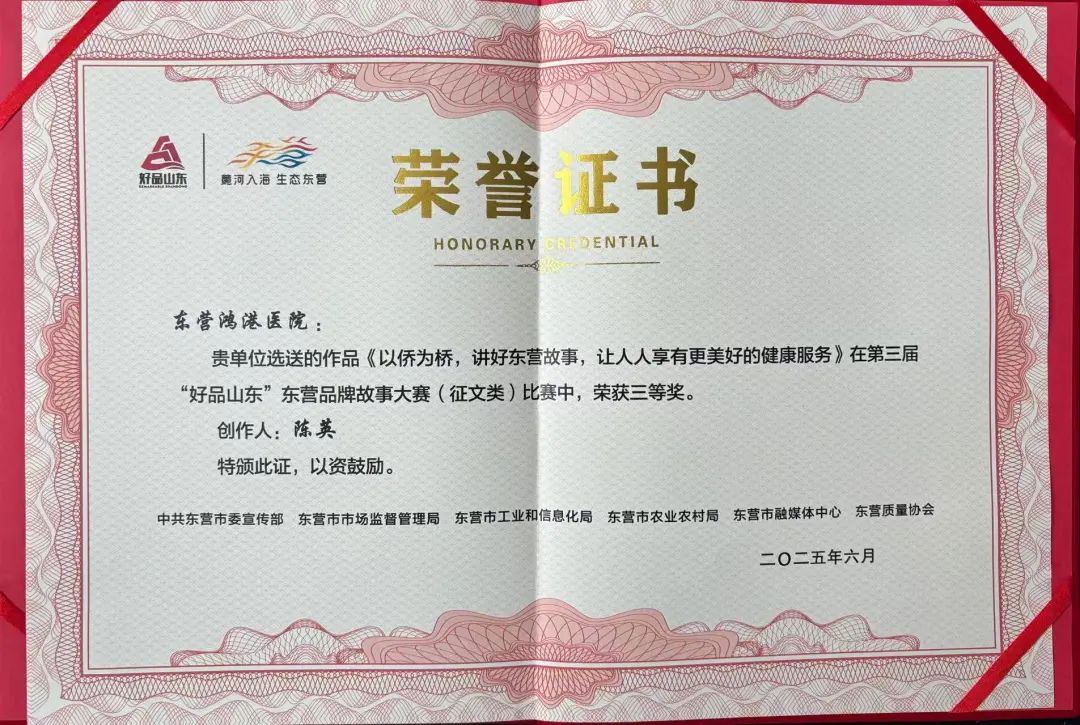 好品山东
REMARKABLE SHANDONG
黄河入海 生态东营
荣誉证书
HONORARY CREDENTIAL
东营鸿港医院：
贵单位选送的作品《以侨为桥，讲好东营故事，让人人享有更美好的健康服务》在第三届
“好品山东”东营品牌故事大赛（征文类）比赛中，荣获三等奖。
创作人：陈英
特颁此证，以资鼓励。
中共东营市委宣传部 东营市市场监督管理局 东营市工业和信息化局 东营市农业农村局 东营市融媒体中心 东营质量协会
二〇二五年六月